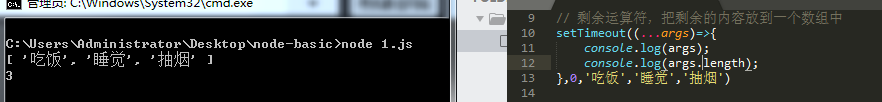 管理员: C:\Windows\System32\cmd.exe
C:\Users\Administrator\Desktop\node-basic>node 1.js
[ '吃饭', '睡觉', '抽烟' ]
3
9
10
11
12
13
// 剩余运算符，把剩余的内容放到一个数组中
setTimeout((...args)=>{
console.log(args);
console.log(args.length);
},0,'吃饭','睡觉','抽烟')